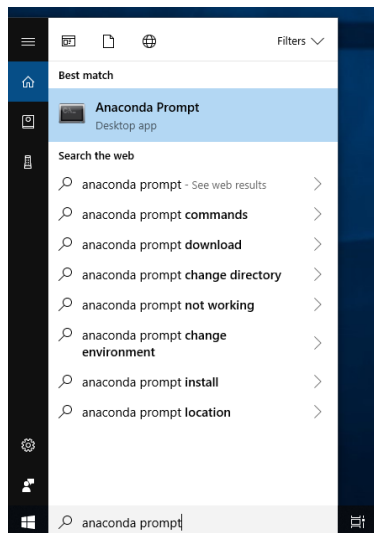 Filters
Best match
Anaconda Prompt
Desktop app
Search the web
anaconda prompt - See web results
anaconda prompt commands
anaconda prompt download
anaconda prompt change directory
anaconda prompt not working
anaconda prompt change
environment
anaconda prompt install
anaconda prompt location
anaconda prompt